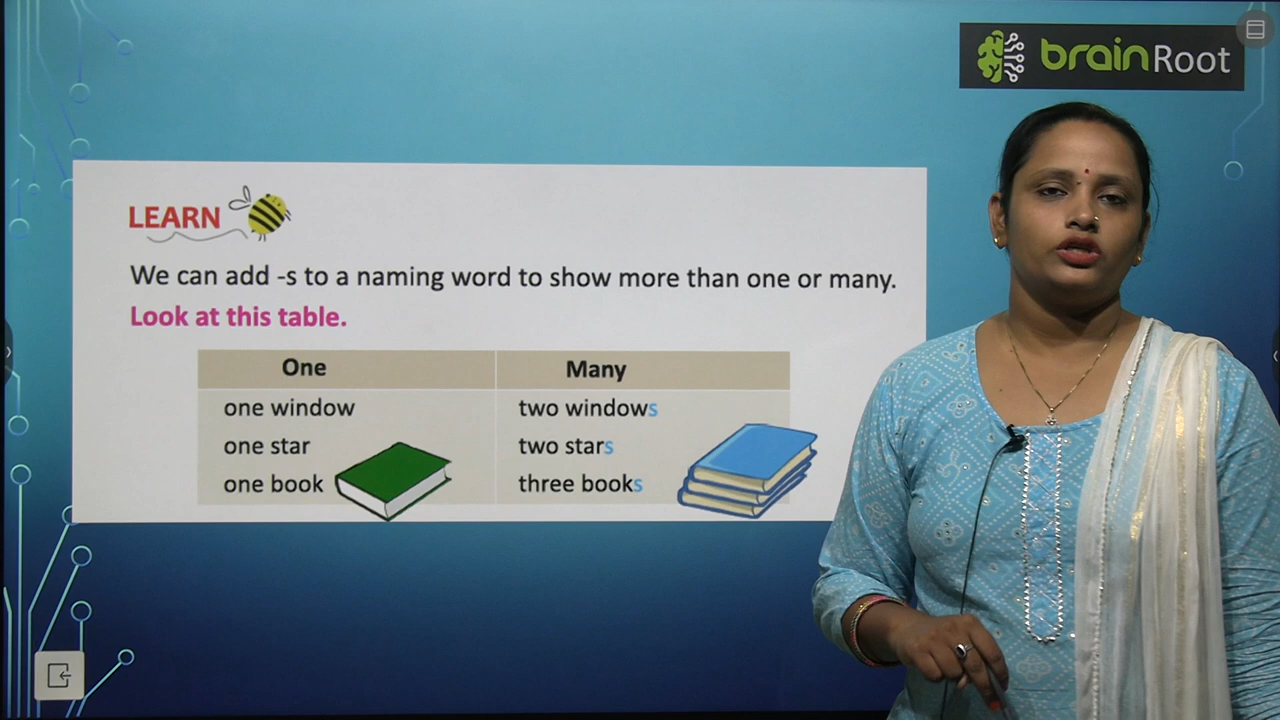 brainRoot
LEARN
We can add -s to a naming word to show more than one or many.
Look at this table.
One Many
one window two windows
one star two stars
one book three books